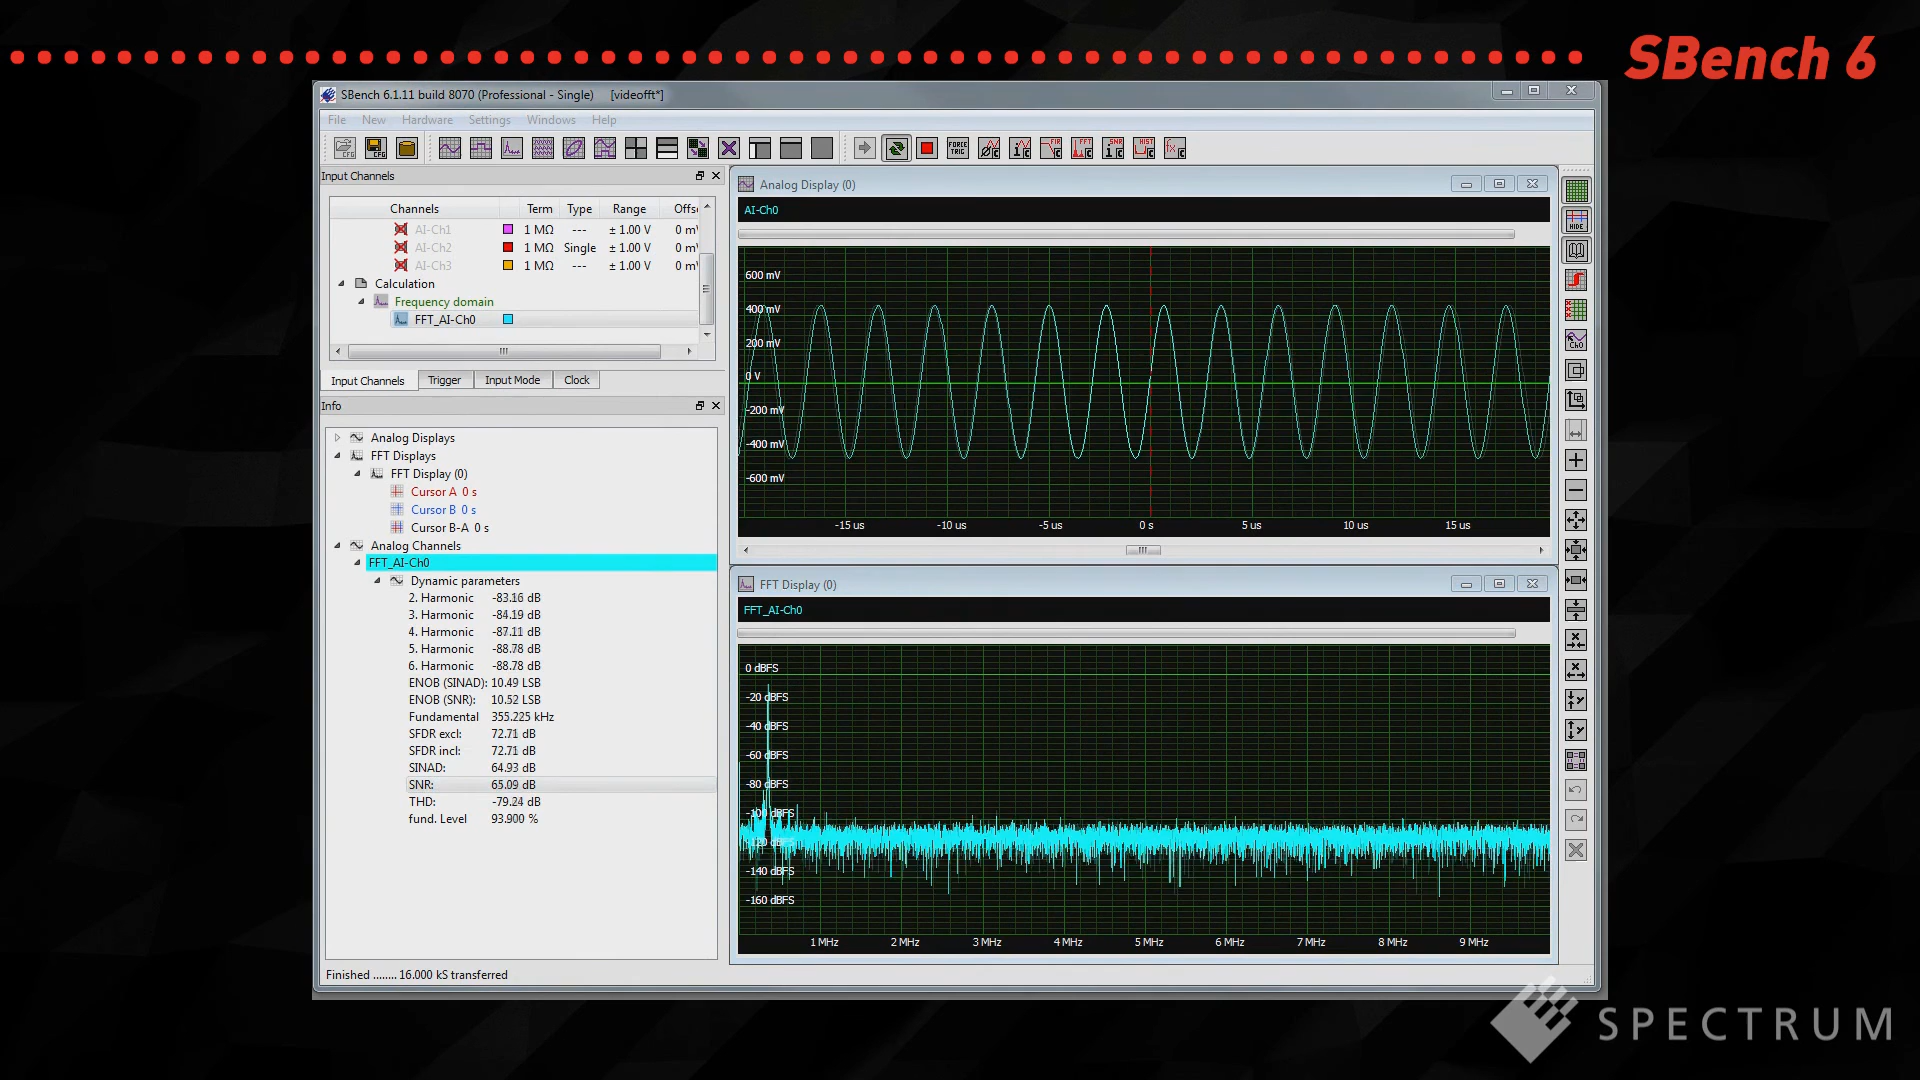 SBench 6
SBench 6.1.11 build 8070 (Professional - Single) [videofft*]
File New Hardware Settings Windows Help
Input Channels
Channels Term Type Range Offs
AI-Ch1 1 MΩ --- ± 1.00 V 0 m
AI-Ch2 1 MΩ Single ± 1.00 V 0 m
AI-Ch3 1 MΩ --- ± 1.00 V 0 m
Calculation
Frequency domain
FFT_AI-Ch0
Input Channels Trigger Input Mode Clock
Info
Analog Displays
FFT Displays
FFT Display (0)
Cursor A 0 s
Cursor B 0 s
Cursor B-A 0 s
Analog Channels
FFT_AI-Ch0
Dynamic parameters
2. Harmonic -83.16 dB
3. Harmonic -84.19 dB
4. Harmonic -87.11 dB
5. Harmonic -88.78 dB
6. Harmonic -88.78 dB
ENOB (SINAD): 10.49 LSB
ENOB (SNR): 10.52 LSB
Fundamental 355.225 kHz
SFDR excl: 72.71 dB
SFDR incl: 72.71 dB
SINAD: 64.93 dB
SNR: 65.09 dB
THD: -79.24 dB
fund. Level 93.900 %
Finished ........ 16.000 kS transferred
Analog Display (0)
AI-Ch0
600 mV
400 mV
200 mV
0 V
-200 mV
-400 mV
-600 mV
-15 us -10 us -5 us 0 s 5 us 10 us 15 us
FFT Display (0)
FFT_AI-Ch0
0 dBFS
-20 dBFS
-40 dBFS
-60 dBFS
-80 dBFS
-100 dBFS
-120 dBFS
-140 dBFS
-160 dBFS
1 MHz 2 MHz 3 MHz 4 MHz 5 MHz 6 MHz 7 MHz 8 MHz 9 MHz
HIDE
Ch0
SPECTRUM